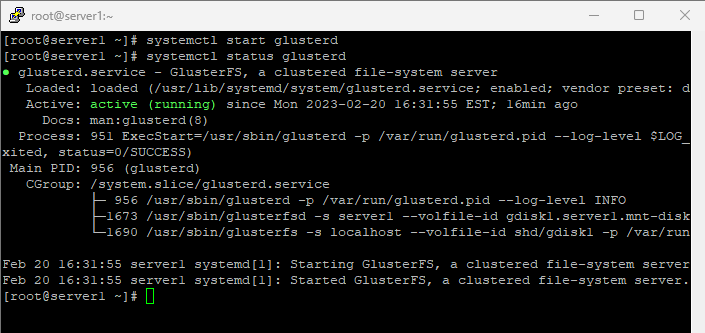 root@server1:~
[root@server1 ~]# systemctl start glusterd
[root@server1 ~]# systemctl status glusterd
● glusterd.service - GlusterFS, a clustered file-system server
Loaded: loaded (/usr/lib/systemd/system/glusterd.service; enabled; vendor preset: d
Active: active (running) since Mon 2023-02-20 16:31:55 EST; 16min ago
Docs: man:glusterd(8)
Process: 951 ExecStart=/usr/sbin/glusterd -p /var/run/glusterd.pid --log-level $LOG_
xited, status=0/SUCCESS)
Main PID: 956 (glusterd)
CGroup: /system.slice/glusterd.service
├─ 956 /usr/sbin/glusterd -p /var/run/glusterd.pid --log-level INFO
├─1673 /usr/sbin/glusterfsd -s server1 --volfile-id gdisk1.server1.mnt-disk
└─1690 /usr/sbin/glusterfs -s localhost --volfile-id shd/gdisk1 -p /var/run
Feb 20 16:31:55 server1 systemd[1]: Starting GlusterFS, a clustered file-system server
Feb 20 16:31:55 server1 systemd[1]: Started GlusterFS, a clustered file-system server.
[root@server1 ~]#